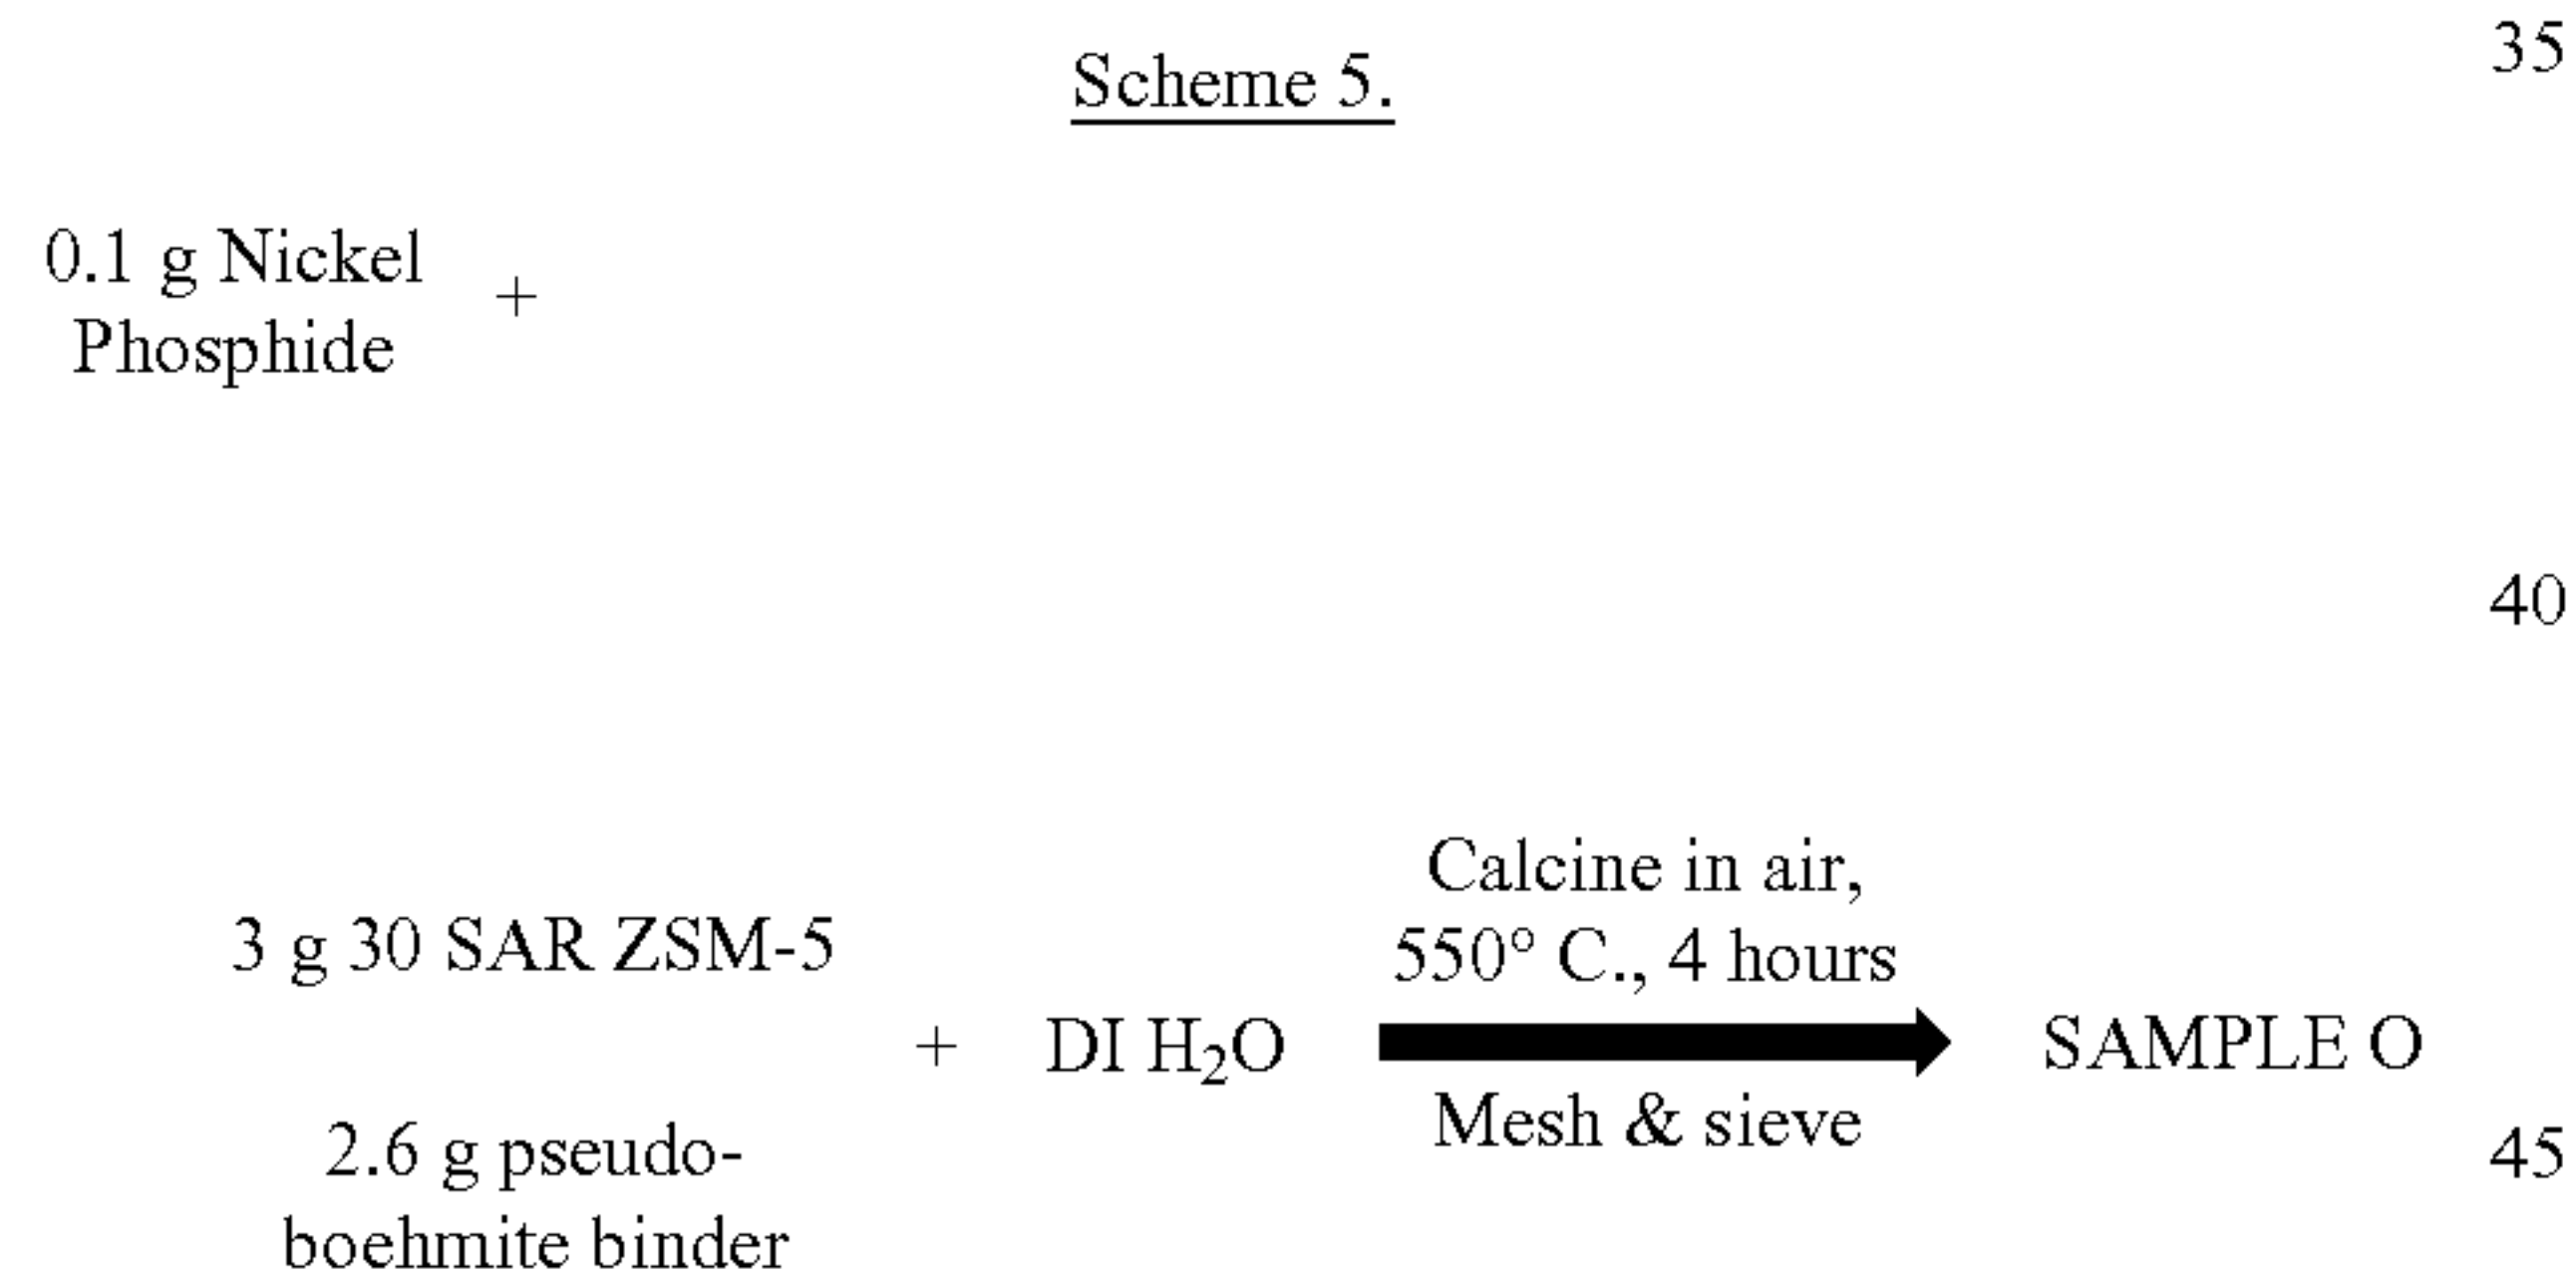 35
Scheme 5.
0.1 g Nickel
Phosphide
+
40
3 g 30 SAR ZSM-5
+ DI H₂O
2.6 g pseudo-
boehmite binder
Calcine in air,
550° C., 4 hours
Mesh & sieve
SAMPLE O
45